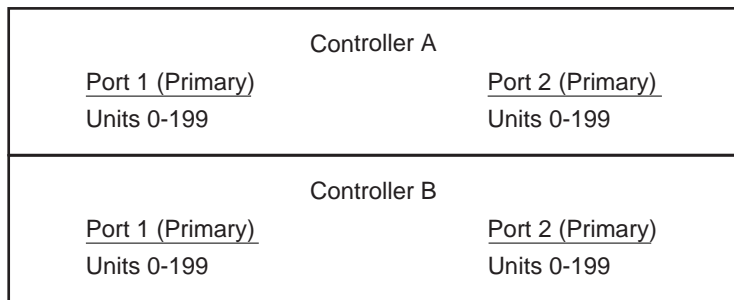 Controller A
Port 1 (Primary) Port 2 (Primary)
Units 0-199 Units 0-199
Controller B
Port 1 (Primary) Port 2 (Primary)
Units 0-199 Units 0-199